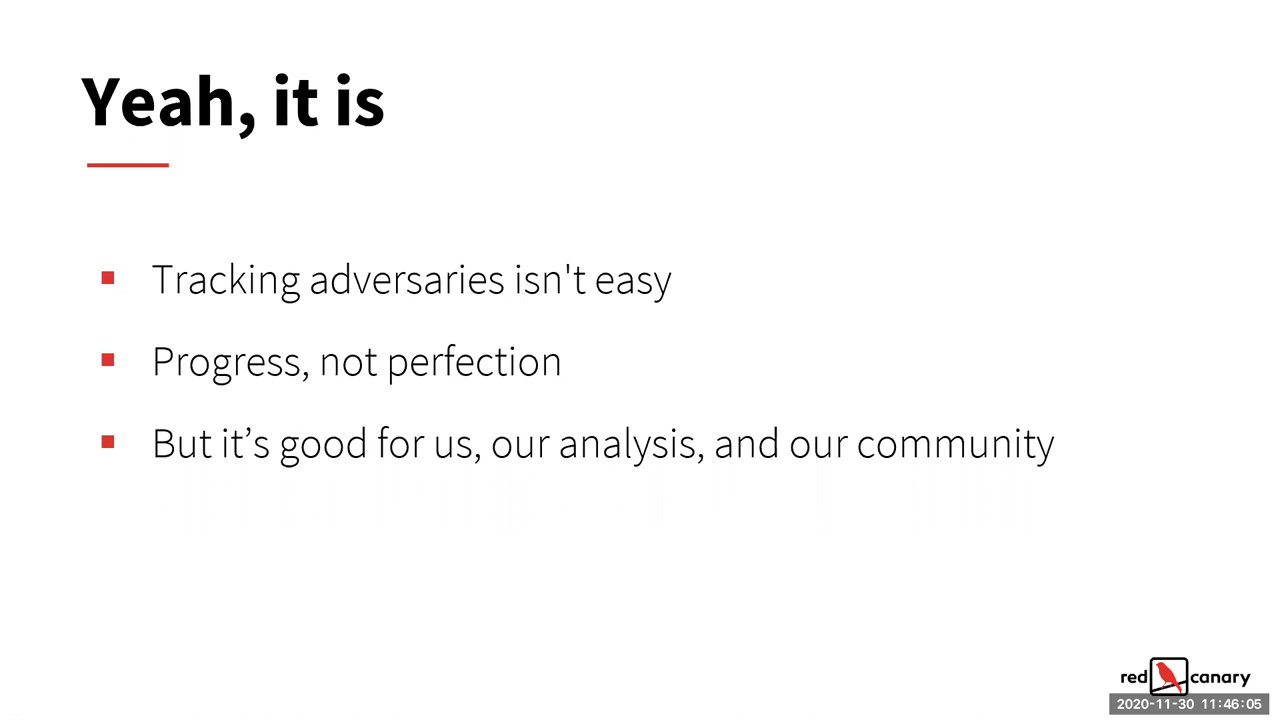 Yeah, it is
Tracking adversaries isn't easy
Progress, not perfection
But it’s good for us, our analysis, and our community
red canary
2020-11-30 11:46:05